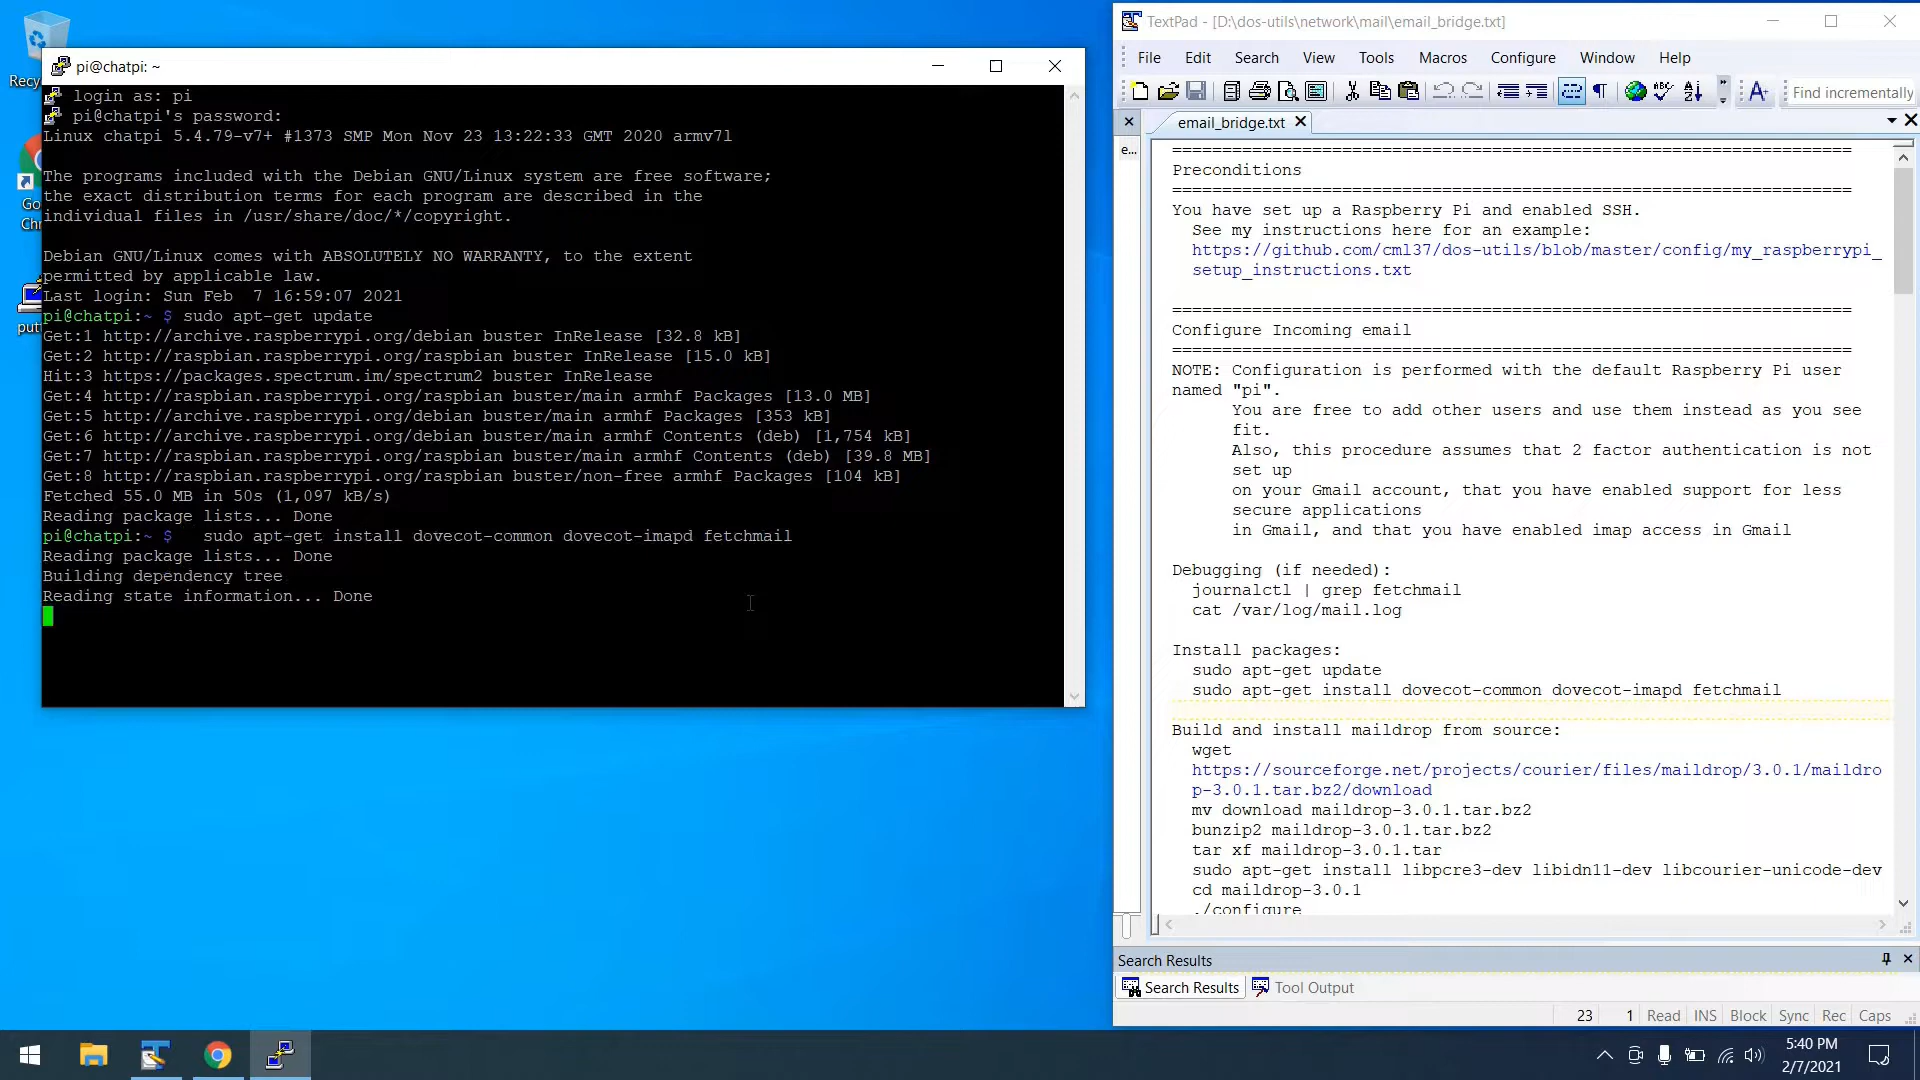 Recy
Go
Chr
putt
pi@chatpi: ~
login as: pi
pi@chatpi's password:
Linux chatpi 5.4.79-v7+ #1373 SMP Mon Nov 23 13:22:33 GMT 2020 armv7l
The programs included with the Debian GNU/Linux system are free software;
the exact distribution terms for each program are described in the
individual files in /usr/share/doc/*/copyright.
Debian GNU/Linux comes with ABSOLUTELY NO WARRANTY, to the extent
permitted by applicable law.
Last login: Sun Feb  7 16:59:07 2021
pi@chatpi:~ $ sudo apt-get update
Get:1 http://archive.raspberrypi.org/debian buster InRelease [32.8 kB]
Get:2 http://raspbian.raspberrypi.org/raspbian buster InRelease [15.0 kB]
Hit:3 https://packages.spectrum.im/spectrum2 buster InRelease
Get:4 http://raspbian.raspberrypi.org/raspbian buster/main armhf Packages [13.0 MB]
Get:5 http://archive.raspberrypi.org/debian buster/main armhf Packages [353 kB]
Get:6 http://archive.raspberrypi.org/debian buster/main armhf Contents (deb) [1,754 kB]
Get:7 http://raspbian.raspberrypi.org/raspbian buster/main armhf Contents (deb) [39.8 MB]
Get:8 http://raspbian.raspberrypi.org/raspbian buster/non-free armhf Packages [104 kB]
Fetched 55.0 MB in 50s (1,097 kB/s)
Reading package lists... Done
pi@chatpi:~ $   sudo apt-get install dovecot-common dovecot-imapd fetchmail
Reading package lists... Done
Building dependency tree
Reading state information... Done
TextPad - [D:\dos-utils\network\mail\email_bridge.txt]
File Edit Search View Tools Macros Configure Window Help
Find incrementally
email_bridge.txt
e...
====================================================================
Preconditions
====================================================================
You have set up a Raspberry Pi and enabled SSH.
See my instructions here for an example:
https://github.com/cml37/dos-utils/blob/master/config/my_raspberrypi_
setup_instructions.txt
====================================================================
Configure Incoming email
====================================================================
NOTE: Configuration is performed with the default Raspberry Pi user
named "pi".
You are free to add other users and use them instead as you see
fit.
Also, this procedure assumes that 2 factor authentication is not
set up
on your Gmail account, that you have enabled support for less
secure applications
in Gmail, and that you have enabled imap access in Gmail
Debugging (if needed):
journalctl | grep fetchmail
cat /var/log/mail.log
Install packages:
sudo apt-get update
sudo apt-get install dovecot-common dovecot-imapd fetchmail
Build and install maildrop from source:
wget
https://sourceforge.net/projects/courier/files/maildrop/3.0.1/maildro
p-3.0.1.tar.bz2/download
mv download maildrop-3.0.1.tar.bz2
bunzip2 maildrop-3.0.1.tar.bz2
tar xf maildrop-3.0.1.tar
sudo apt-get install libpcre3-dev libidn11-dev libcourier-unicode-dev
cd maildrop-3.0.1
./configure
Search Results
Search Results Tool Output
23 1 Read INS Block Sync Rec Caps
5:40 PM
2/7/2021